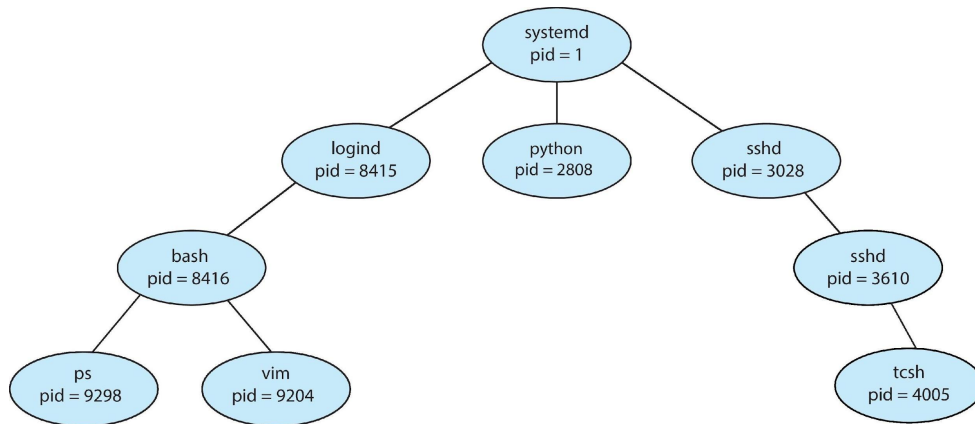 systemd
pid = 1
logind
pid = 8415
python
pid = 2808
sshd
pid = 3028
bash
pid = 8416
sshd
pid = 3610
ps
pid = 9298
vim
pid = 9204
tcsh
pid = 4005